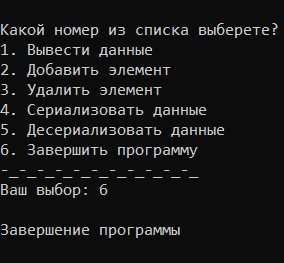 Какой номер из списка выберете?
1. Вывести данные
2. Добавить элемент
3. Удалить элемент
4. Сериализовать данные
5. Десериализовать данные
6. Завершить программу
-_-_-_-_-_-_-_-_-_-_-_
Ваш выбор: 6
Завершение программы